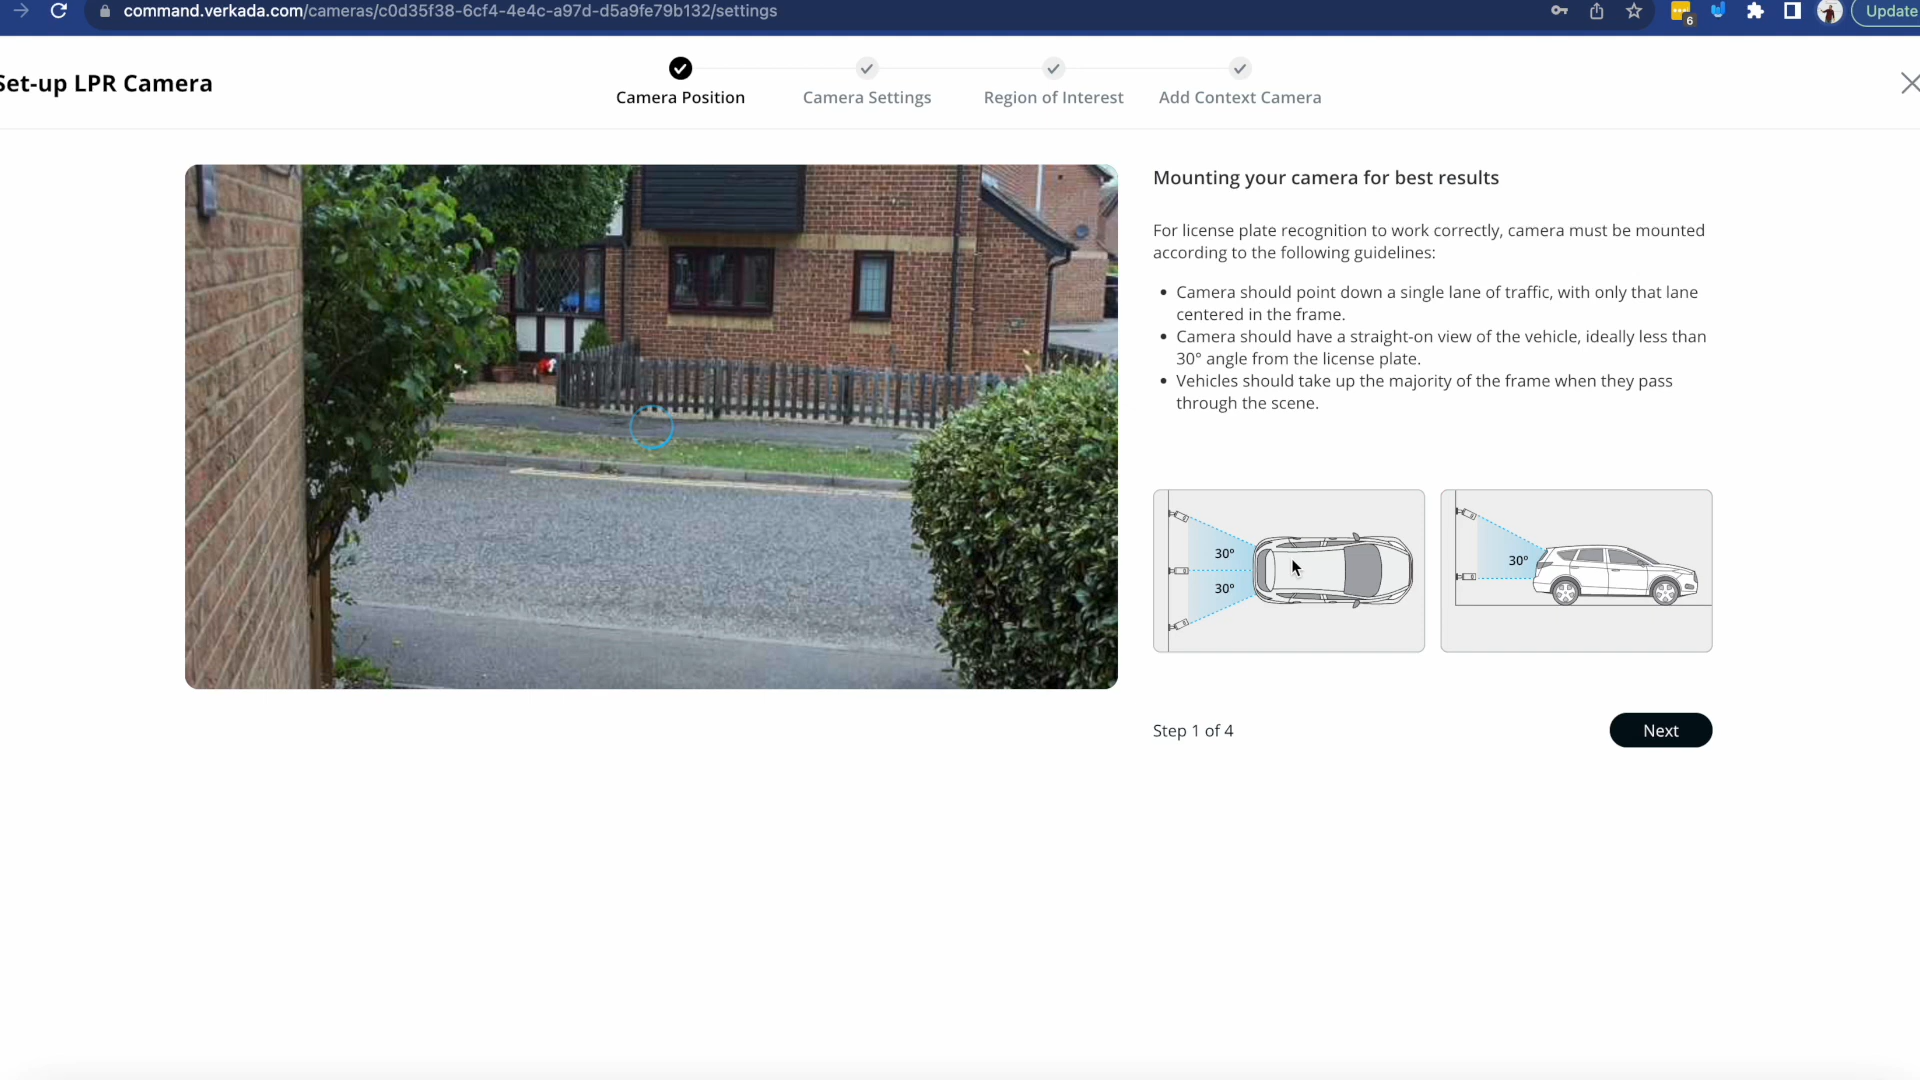 command.verkada.com/cameras/c0d35f38-6cf4-4e4c-a97d-d5a9fe79b132/settings
6
Update
Set-up LPR Camera
Camera Position
Camera Settings
Region of Interest
Add Context Camera
Mounting your camera for best results
For license plate recognition to work correctly, camera must be mounted
according to the following guidelines:
• Camera should point down a single lane of traffic, with only that lane
centered in the frame.
• Camera should have a straight-on view of the vehicle, ideally less than
30° angle from the license plate.
• Vehicles should take up the majority of the frame when they pass
through the scene.
30°
30°
30°
Step 1 of 4
Next